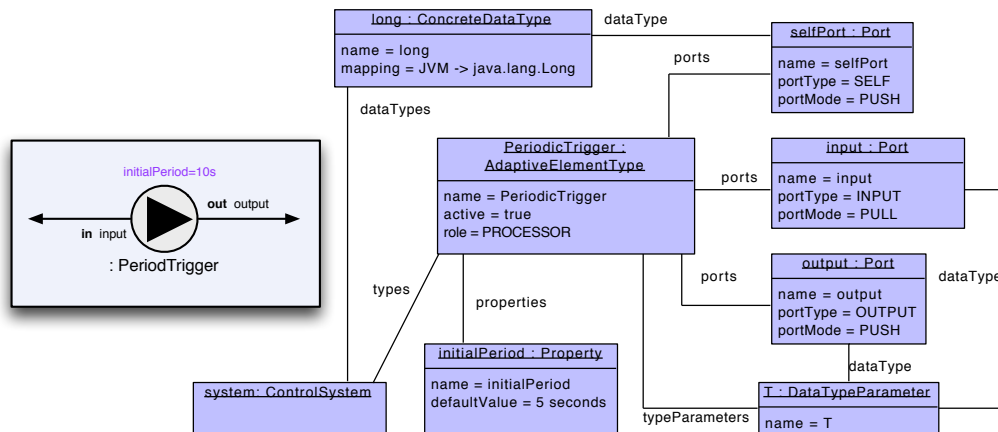 long : ConcreteDataType
name = long
mapping = JVM -> java.lang.Long
dataType
selfPort : Port
name = selfPort
portType = SELF
portMode = PUSH
ports
dataTypes
initialPeriod=10s
out output
in input
: PeriodTrigger
PeriodicTrigger :
AdaptiveElementType
name = PeriodicTrigger
active = true
role = PROCESSOR
ports
input : Port
name = input
portType = INPUT
portMode = PULL
types
properties
ports
output : Port
name = output
portType = OUTPUT
portMode = PUSH
dataType
dataType
system: ControlSystem
initialPeriod : Property
name = initialPeriod
defaultValue = 5 seconds
typeParameters
T : DataTypeParameter
name = T